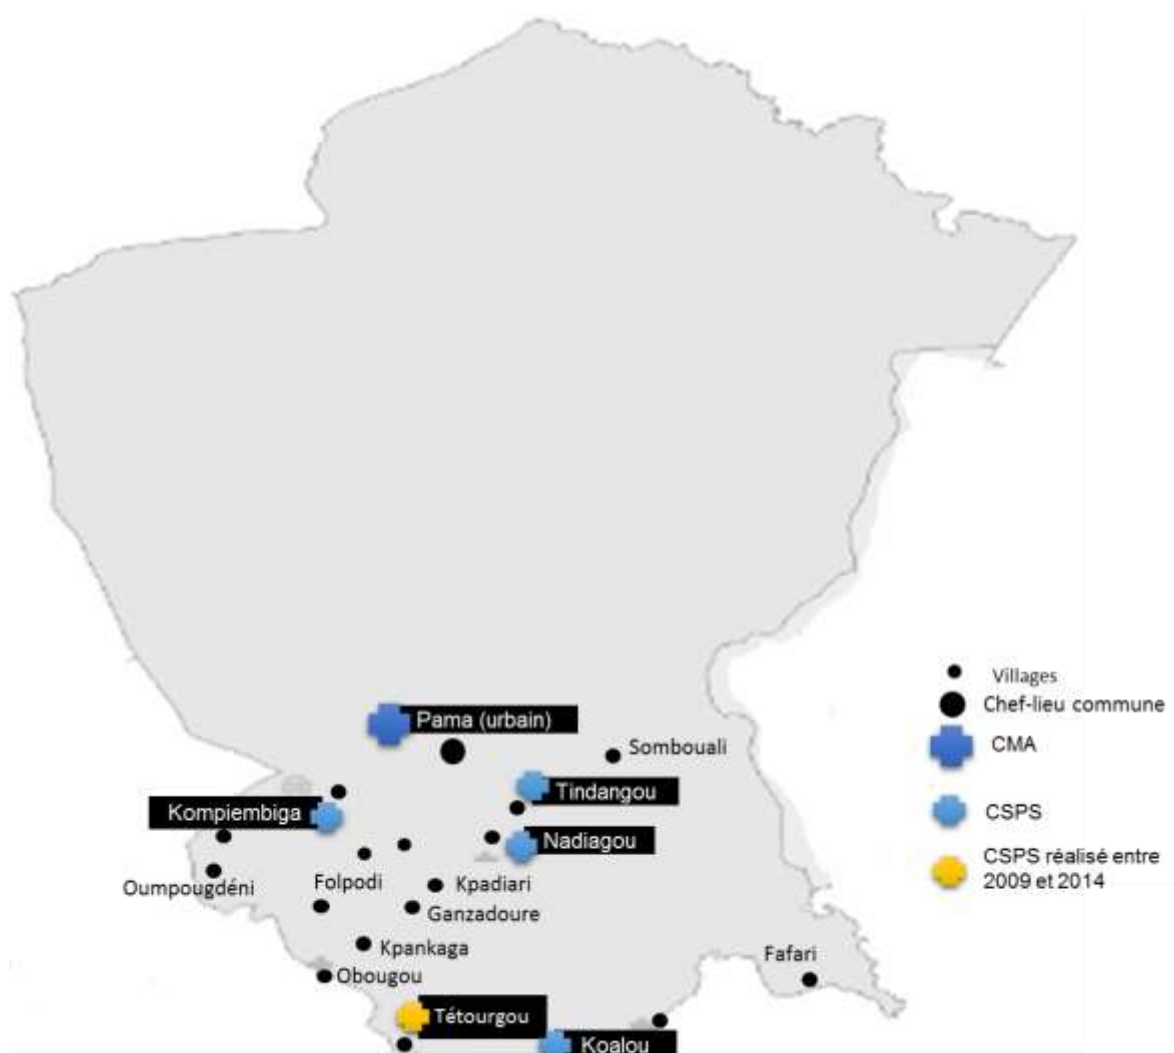 Pama (urbain)
Sombouali
Tindangou
Kompiembiga
Nadiagou
Oumpougdéni
Folpodi
Kpadiari
Ganzadoure
Kpankaga
Obougou
Fafari
Tétourgou
Koalou
Villages
Chef-lieu commune
CMA
CSPS
CSPS réalisé entre
2009 et 2014